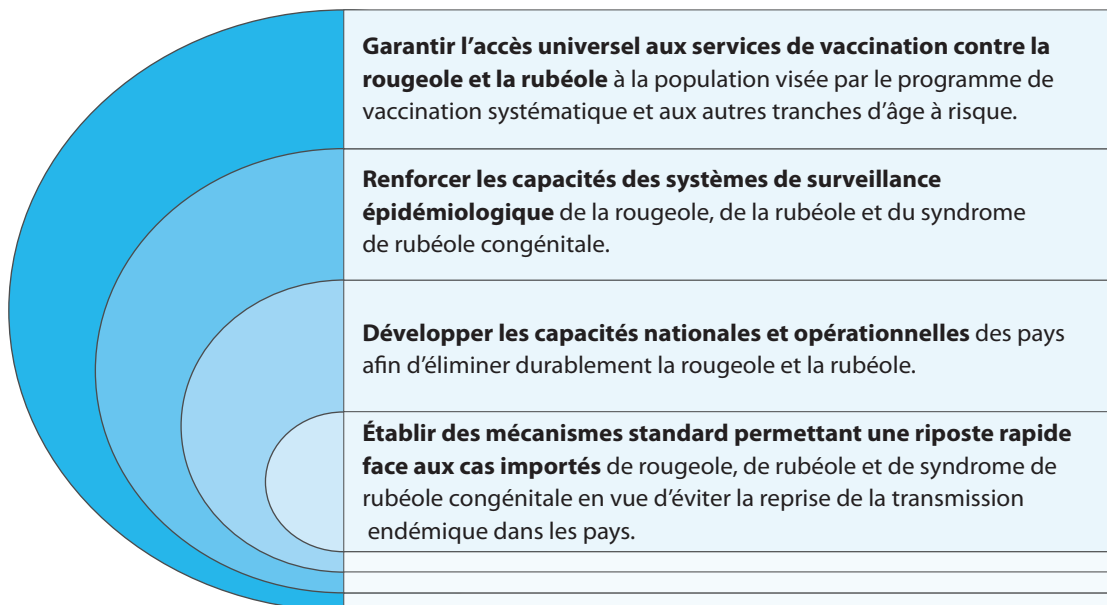 Garantir l’accès universel aux services de vaccination contre la
rougeole et la rubéole à la population visée par le programme de
vaccination systématique et aux autres tranches d’âge à risque.
Renforcer les capacités des systèmes de surveillance
épidémiologique de la rougeole, de la rubéole et du syndrome
de rubéole congénitale.
Développer les capacités nationales et opérationnelles des pays
afin d’éliminer durablement la rougeole et la rubéole.
Établir des mécanismes standard permettant une riposte rapide
face aux cas importés de rougeole, de rubéole et de syndrome de
rubéole congénitale en vue d’éviter la reprise de la transmission
endémique dans les pays.